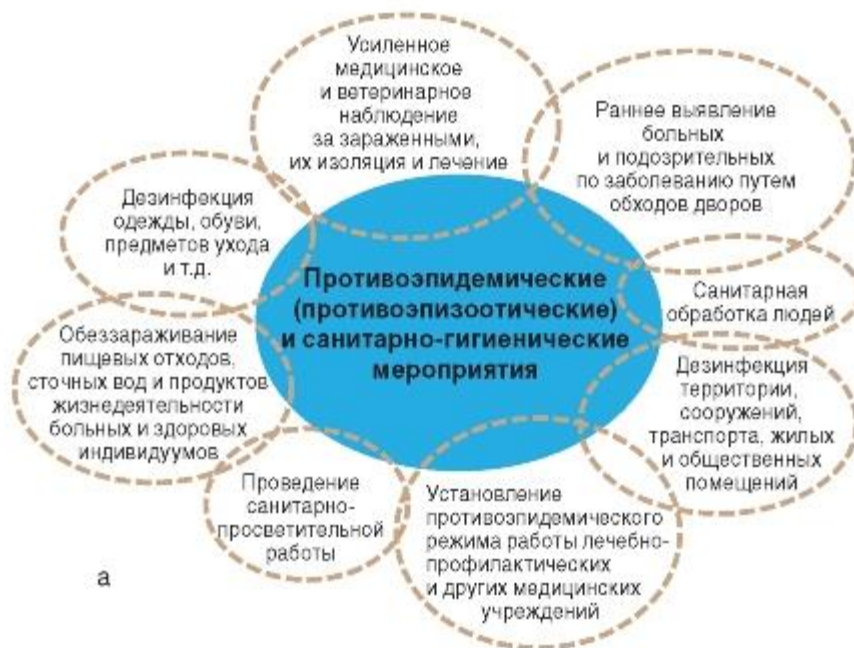 Усиленное
медицинское
и ветеринарное
наблюдение
за зараженными,
их изоляция и лечение
Раннее выявление
больных
и подозрительных
по заболеванию путем
обходов дворов
Дезинфекция
одежды, обуви,
предметов ухода
и т.д.
Противоэпидемические
(противоэпизоотические)
и санитарно-гигиенические
мероприятия
Санитарная
обработка людей
Обеззараживание
пищевых отходов,
сточных вод и продуктов
жизнедеятельности
больных и здоровых
индивидуумов
Дезинфекция
территории,
сооружений,
транспорта, жилых
и общественных
помещений
Проведение
санитарно-
просветительной
работы
Установление
противоэпидемического
режима работы лечебно-
профилактических
и других медицинских
учреждений
а